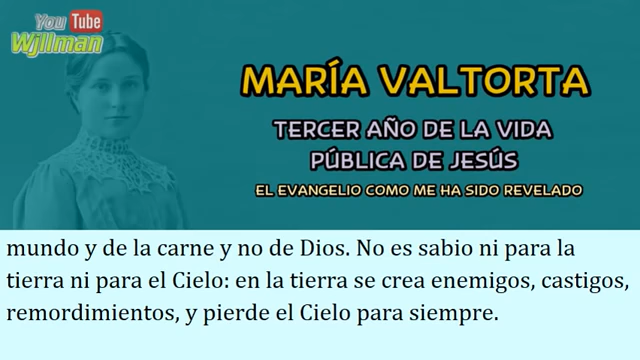 You Tube
Wjllman
MARÍA VALTORTA
TERCER AÑO DE LA VIDA
PÚBLICA DE JESÚS
EL EVANGELIO COMO ME HA SIDO REVELADO
mundo y de la carne y no de Dios. No es sabio ni para la
tierra ni para el Cielo: en la tierra se crea enemigos, castigos,
remordimientos, y pierde el Cielo para siempre.